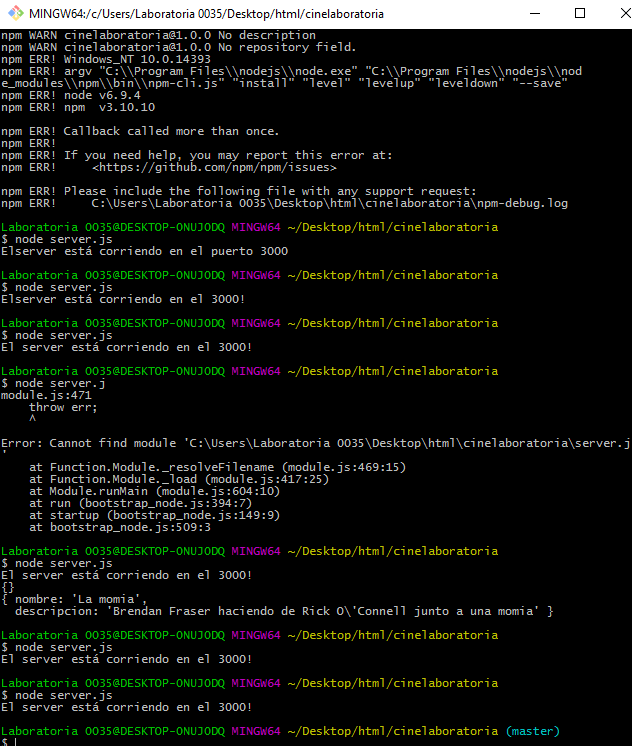 MINGW64:/c/Users/Laboratoria 0035/Desktop/html/cinelaboratoria
npm WARN cinelaboratoria@1.0.0 No description
npm WARN cinelaboratoria@1.0.0 No repository field.
npm ERR! Windows_NT 10.0.14393
npm ERR! argv "C:\\Program Files\\nodejs\\node.exe" "C:\\Program Files\\nodejs\\nod
e_modules\\npm\\bin\\npm-cli.js" "install" "level" "levelup" "leveldown" "--save"
npm ERR! node v6.9.4
npm ERR! npm  v3.10.10
npm ERR! Callback called more than once.
npm ERR!
npm ERR! If you need help, you may report this error at:
npm ERR!     <https://github.com/npm/npm/issues>
npm ERR! Please include the following file with any support request:
npm ERR!     C:\Users\Laboratoria 0035\Desktop\html\cinelaboratoria\npm-debug.log
Laboratoria 0035@DESKTOP-0NUJODQ MINGW64 ~/Desktop/html/cinelaboratoria
$ node server.js
Elserver está corriendo en el puerto 3000
Laboratoria 0035@DESKTOP-0NUJODQ MINGW64 ~/Desktop/html/cinelaboratoria
$ node server.js
Elserver está corriendo en el 3000!
Laboratoria 0035@DESKTOP-0NUJODQ MINGW64 ~/Desktop/html/cinelaboratoria
$ node server.js
El server está corriendo en el 3000!
Laboratoria 0035@DESKTOP-0NUJODQ MINGW64 ~/Desktop/html/cinelaboratoria
$ node server.j
module.js:471
    throw err;
    ^
Error: Cannot find module 'C:\Users\Laboratoria 0035\Desktop\html\cinelaboratoria\server.j
'
    at Function.Module._resolveFilename (module.js:469:15)
    at Function.Module._load (module.js:417:25)
    at Module.runMain (module.js:604:10)
    at run (bootstrap_node.js:394:7)
    at startup (bootstrap_node.js:149:9)
    at bootstrap_node.js:509:3
Laboratoria 0035@DESKTOP-0NUJODQ MINGW64 ~/Desktop/html/cinelaboratoria
$ node server.js
El server está corriendo en el 3000!
{}
{ nombre: 'La momia',
  descripcion: 'Brendan Fraser haciendo de Rick O\'Connell junto a una momia' }
Laboratoria 0035@DESKTOP-0NUJODQ MINGW64 ~/Desktop/html/cinelaboratoria
$ node server.js
El server está corriendo en el 3000!
Laboratoria 0035@DESKTOP-0NUJODQ MINGW64 ~/Desktop/html/cinelaboratoria
$ node server.js
El server está corriendo en el 3000!
Laboratoria 0035@DESKTOP-0NUJODQ MINGW64 ~/Desktop/html/cinelaboratoria (master)
$